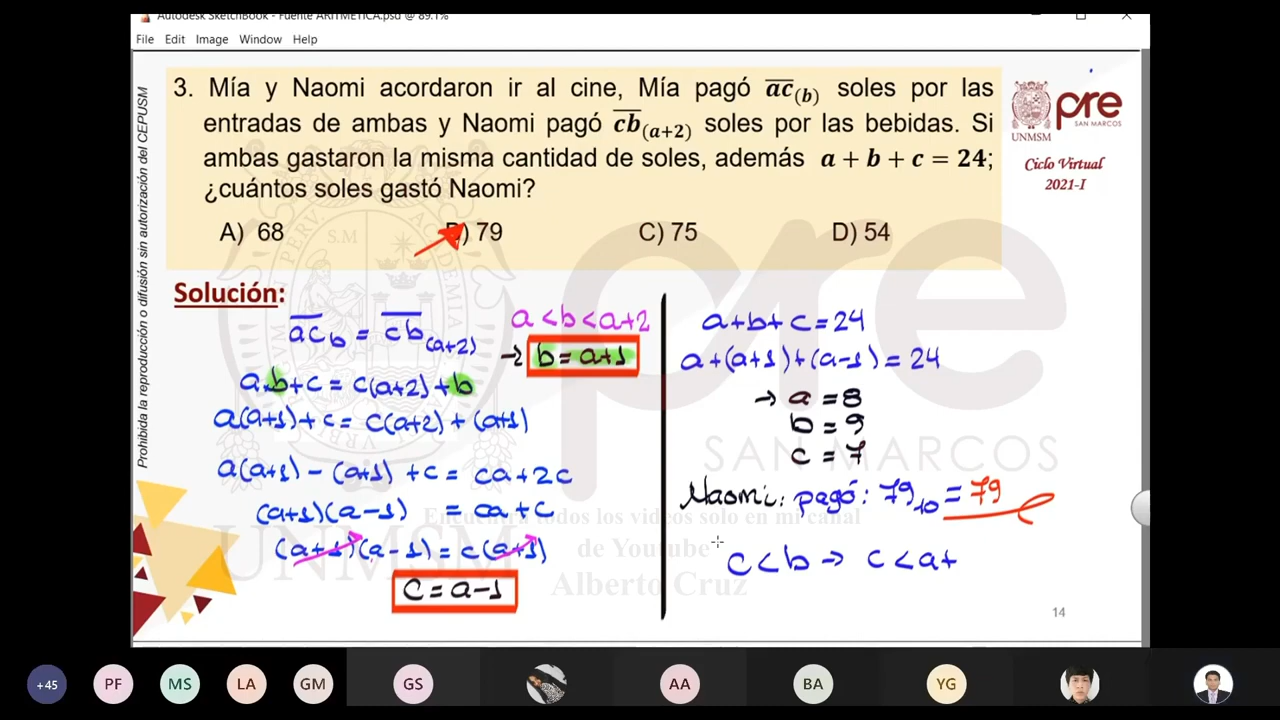 Autodesk SketchBook - Fuente ARITMETICA.psd @ 89.1%
File Edit Image Window Help
Prohibida la reproducción o difusión sin autorización del CEPUSM
3. Mía y Naomi acordaron ir al cine, Mía pagó a̅c̅(b) soles por las
entradas de ambos y Naomi pagó c̅b̅(a+2) soles por las bebidas. Si
ambas gastaron la misma cantidad de soles, además a + b + c = 24;
¿cuántos soles gastó Naomi?
A) 68 B) 79 C) 75 D) 54
UNMSM
pre
SAN MARCOS
Ciclo Virtual
2021-I
S.M
Solución:
a̅c̅ b = c̅b̅ (a+2)
a<b<a+2
→ b=a+1
a.b+c = c(a+2)+b
a(a+1)+c = c(a+2)+(a+1)
a(a+1)-(a+1)+c = ca+2c
(a+1)(a-1) = ca+c
(a+1)(a-1) = c(a+1)
c=a-1
a+b+c=24
a+(a+1)+(a-1)=24
→ a = 8
b = 9
c = 7
Naomi: pagó: 79₁₀ = 79
c<b → c<a+
pre
SAN MARCOS
UNMSM
Encuentra todos los videos solo en mi canal
de Youtube
Alberto Cruz
14
+45 PF MS LA GM GS AA BA YG